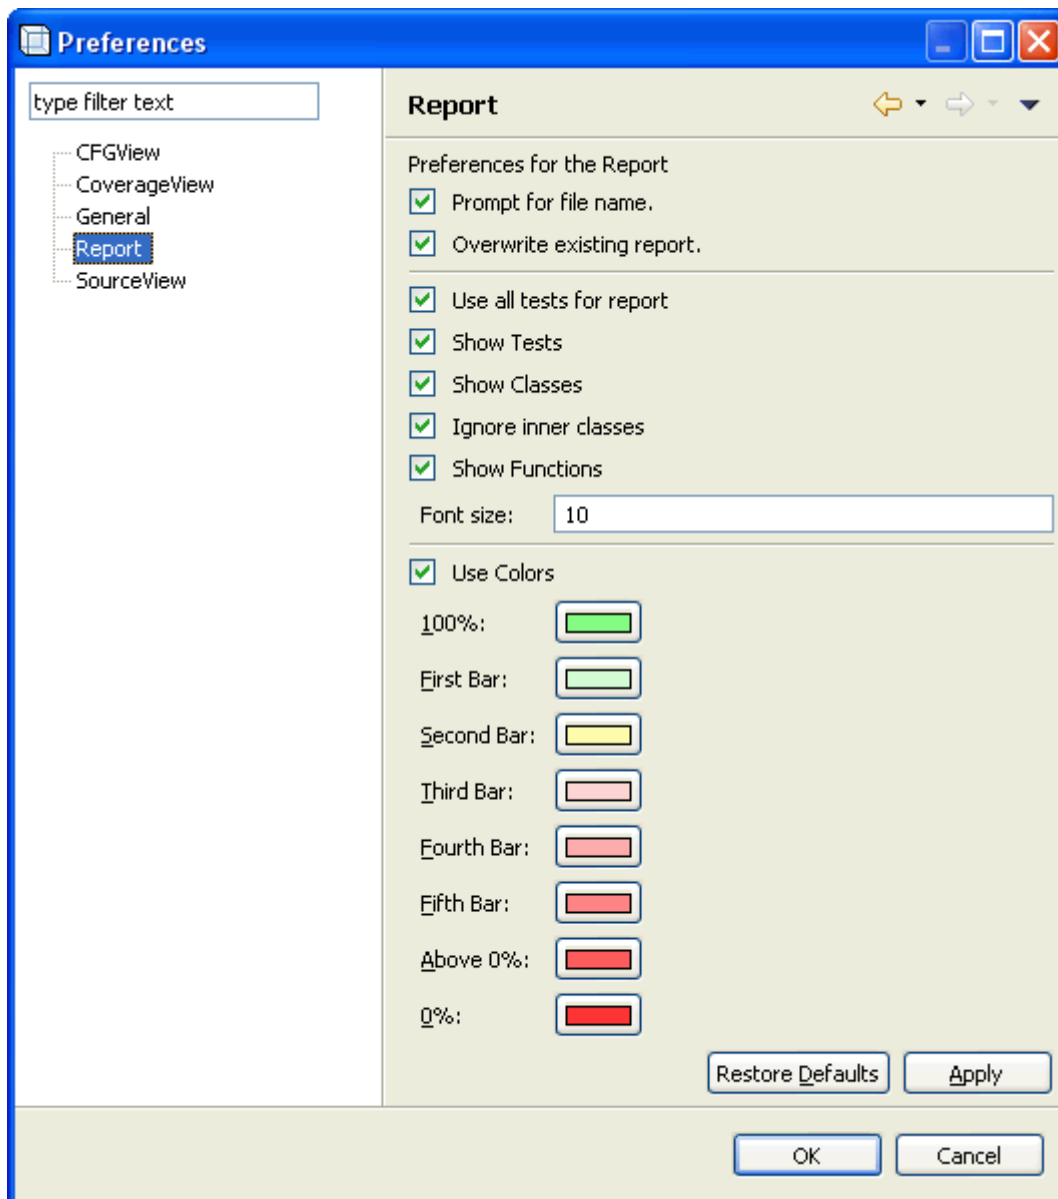 Preferences
type filter text
CFGView
CoverageView
General
Report
SourceView
Report
Preferences for the Report
Prompt for file name.
Overwrite existing report.
Use all tests for report
Show Tests
Show Classes
Ignore inner classes
Show Functions
Font size: 10
Use Colors
100%:
First Bar:
Second Bar:
Third Bar:
Fourth Bar:
Fifth Bar:
Above 0%:
0%:
Restore Defaults Apply
OK Cancel